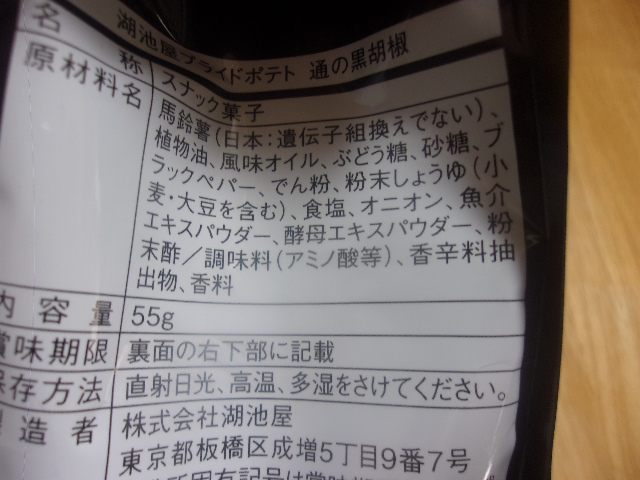 名 湖池屋プライドポテト 通の黒胡椒
称 スナック菓子
原材料名 馬鈴薯(日本:遺伝子組換えでない)、
植物油、風味オイル、ぶどう糖、砂糖、ブ
ラックペパー、でん粉、粉末しょうゆ(小
麦・大豆を含む)、食塩、オニオン、魚介
エキスパウダー、酵母エキスパウダー、粉
末酢/調味料(アミノ酸等)、香辛料抽
出物、香料
内容量 55g
賞味期限 裏面の右下部に記載
保存方法 直射日光、高温、多湿をさけてください。
製造者 株式会社湖池屋
東京都板橋区成増5丁目9番7号